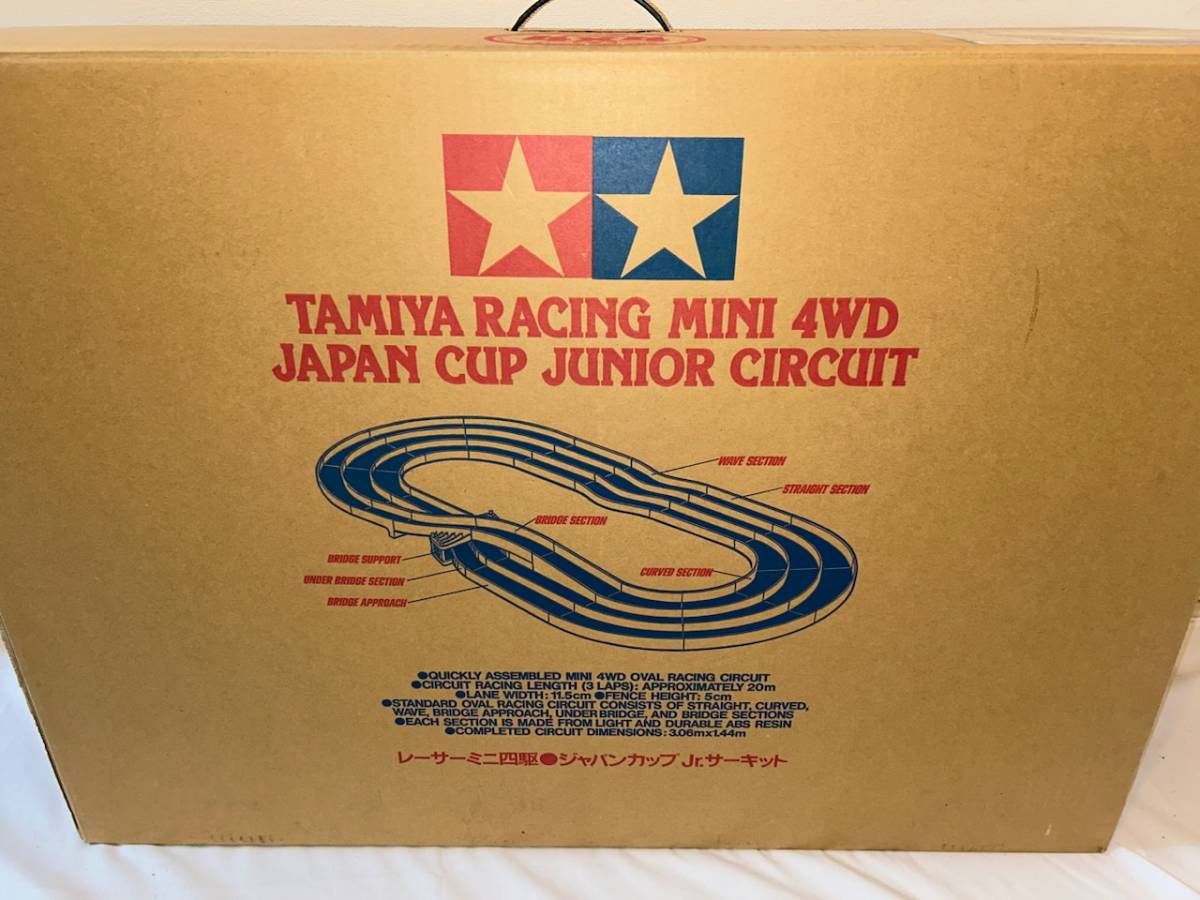 TAMIYA RACING MINI 4WD
JAPAN CUP JUNIOR CIRCUIT
WAVE SECTION
STRAIGHT SECTION
BRIDGE SECTION
BRIDGE SUPPORT
CURVED SECTION
UNDER BRIDGE SECTION
BRIDGE APPROACH
●QUICKLY ASSEMBLED MINI 4WD OVAL RACING CIRCUIT
●CIRCUIT RACING LENGTH (3 LAPS): APPROXIMATELY 20m
●LANE WIDTH: 11.5cm ●FENCE HEIGHT: 5cm
●STANDARD OVAL RACING CIRCUIT CONSISTS OF STRAIGHT, CURVED,
WAVE, BRIDGE APPROACH, UNDER BRIDGE, AND BRIDGE SECTIONS
●EACH SECTION IS MADE FROM LIGHT AND DURABLE ABS RESIN
●COMPLETED CIRCUIT DIMENSIONS: 3.06m×1.44m
レーサーミニ四駆●ジャパンカップ Jr.サーキット